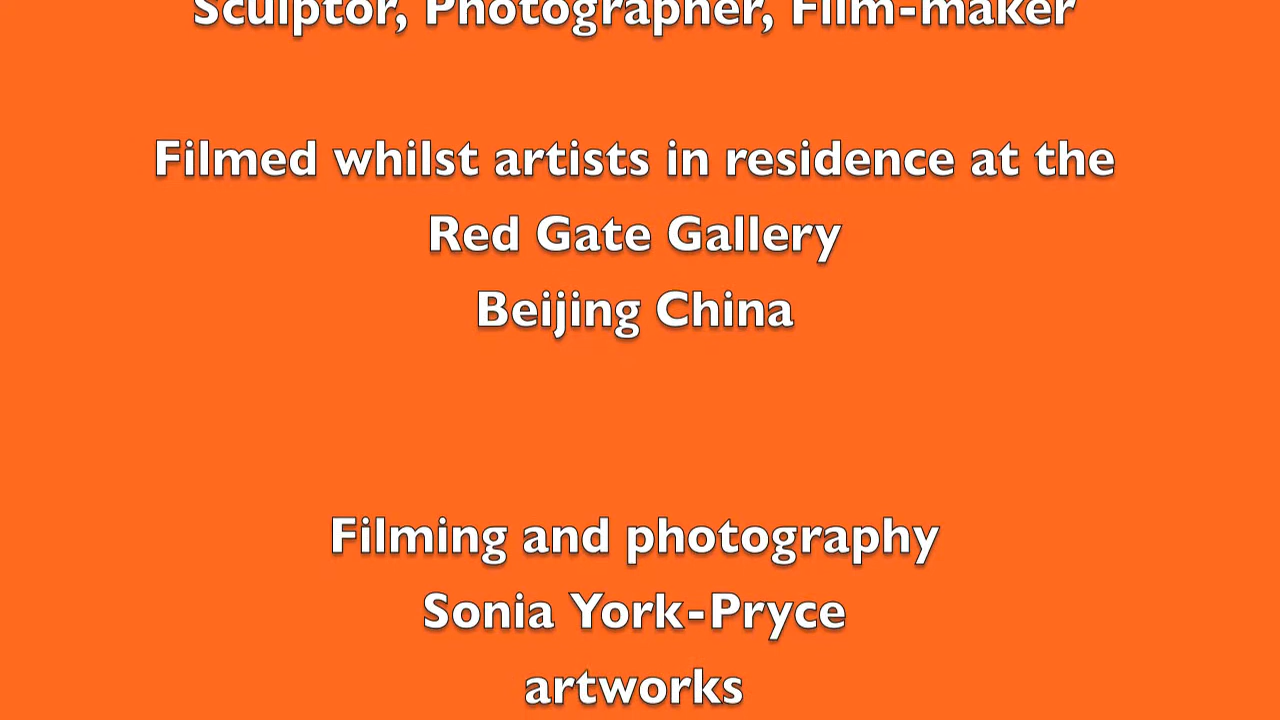 Sculptor, Photographer, Film-maker
Filmed whilst artists in residence at the
Red Gate Gallery
Beijing China
Filming and photography
Sonia York-Pryce
artworks